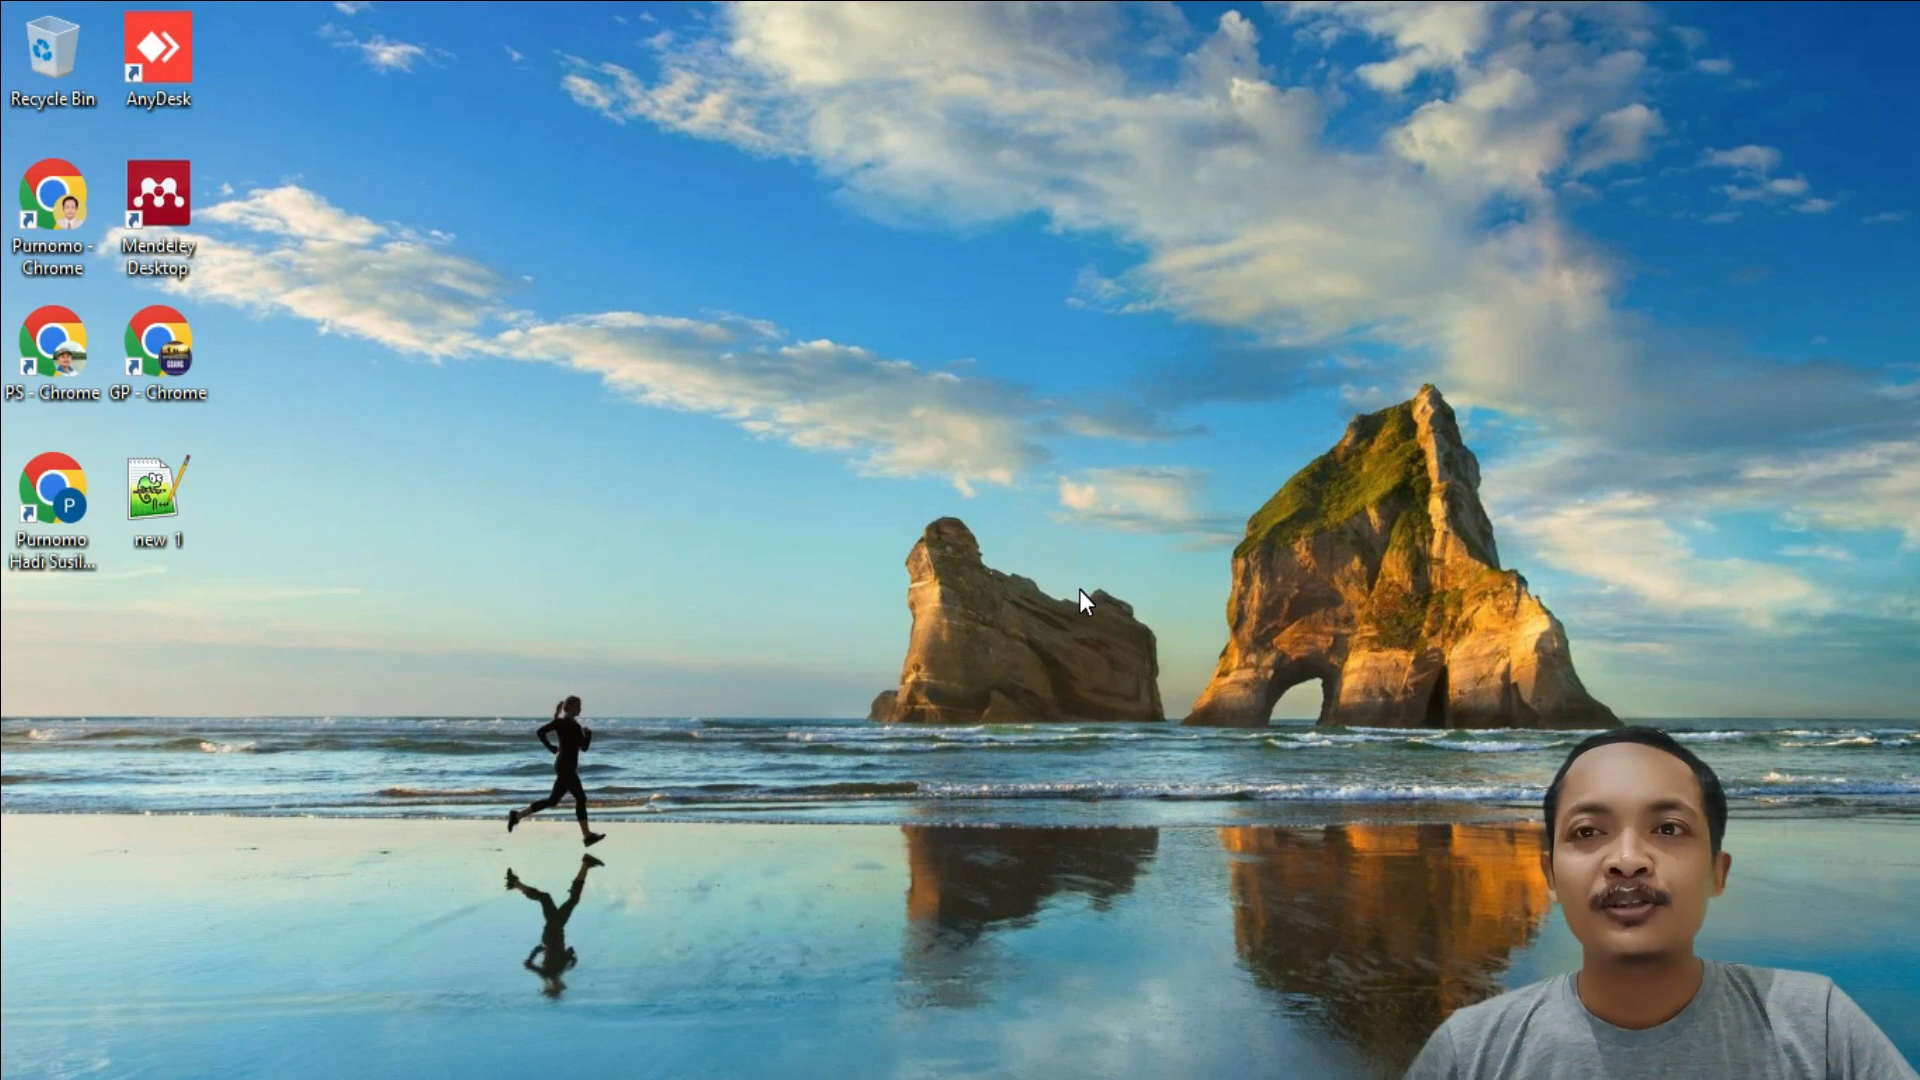 Recycle Bin
AnyDesk
Purnomo -
Chrome
Mendeley
Desktop
PS - Chrome
GP - Chrome
P
Purnomo
Hadi Susil...
new 1